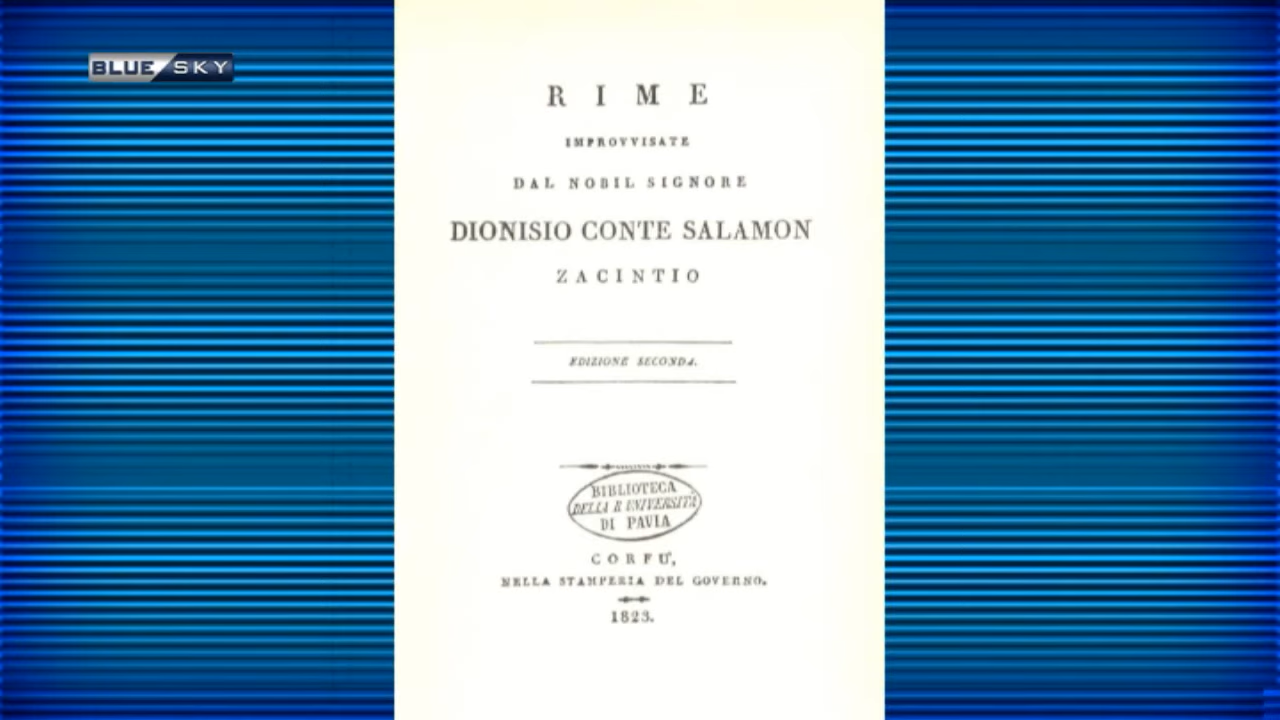 BLUE SKY
RIME
IMPROVVISATE
DAL NOBIL SIGNORE
DIONISIO CONTE SALAMON
ZACINTIO
EDIZIONE SECONDA.
BIBLIOTECA
DELLA R UNIVERSITÀ
DI PAVIA
CORFU',
NELLA STAMPERIA DEL GOVERNO.
1823.